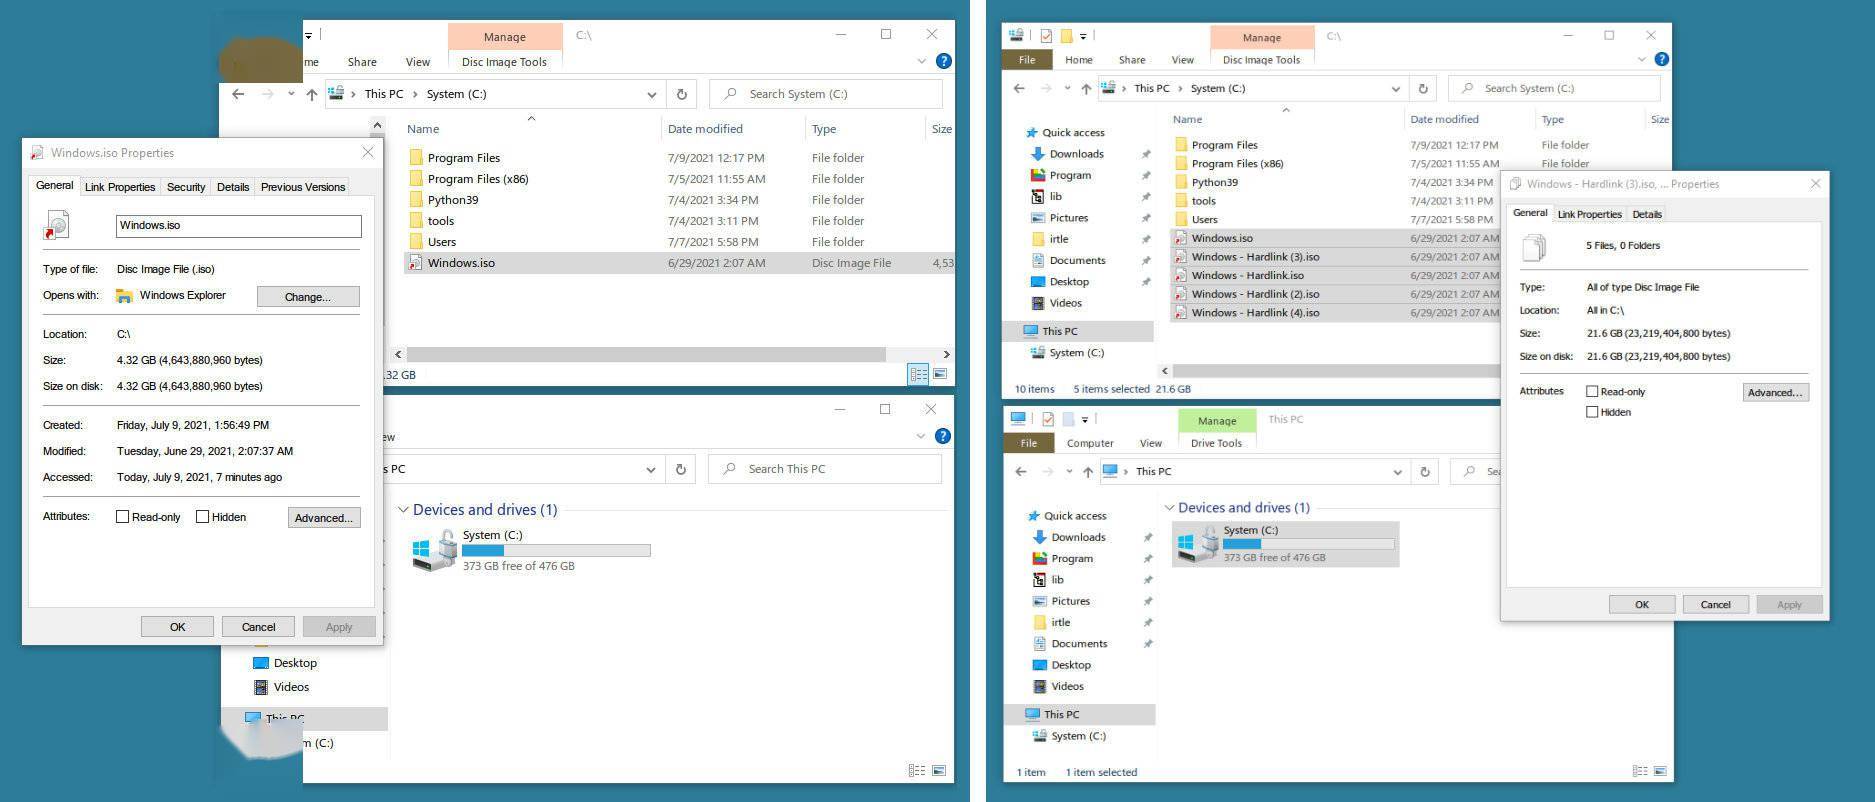 Manage C:\
me Share View Disc Image Tools
This PC System (C:) Search System (C:)
Name Date modified Type Size
Program Files 7/9/2021 12:17 PM File folder
Program Files (x86) 7/5/2021 11:55 AM File folder
Python39 7/4/2021 3:34 PM File folder
tools 7/4/2021 3:11 PM File folder
Users 7/7/2021 5:58 PM File folder
Windows.iso 6/29/2021 2:07 AM Disc Image File 4,53
.32 GB
Windows.iso Properties
General Link Properties Security Details Previous Versions
Windows.iso
Type of file: Disc Image File (.iso)
Opens with: Windows Explorer Change...
Location: C:\
Size: 4.32 GB (4,643,880,960 bytes)
Size on disk: 4.32 GB (4,643,880,960 bytes)
Created: Friday, July 9, 2021, 1:56:49 PM
Modified: Tuesday, June 29, 2021, 2:07:37 AM
Accessed: Today, July 9, 2021, 7 minutes ago
Attributes: Read-only Hidden Advanced...
OK Cancel Apply
ew
s PC Search This PC
Devices and drives (1)
System (C:)
373 GB free of 476 GB
Desktop
Videos
This PC
m (C:)
Manage C:\
File Home Share View Disc Image Tools
This PC System (C:) Search System (C:)
Quick access
Downloads
Program
lib
Pictures
irtle
Documents
Desktop
Videos
This PC
System (C:)
Name Date modified Type Size
Program Files 7/9/2021 12:17 PM File folder
Program Files (x86) 7/5/2021 11:55 AM File folder
Python39 7/4/2021 3:34 PM
tools 7/4/2021 3:11 PM
Users 7/7/2021 5:58 PM
Windows.iso 6/29/2021 2:07 AM
Windows - Hardlink (3).iso 6/29/2021 2:07 AM
Windows - Hardlink.iso 6/29/2021 2:07 AM
Windows - Hardlink (2).iso 6/29/2021 2:07 AM
Windows - Hardlink (4).iso 6/29/2021 2:07 AM
10 items 5 items selected 21.6 GB
Windows - Hardlink (3).iso, ... Properties
General Link Properties Details
5 Files, 0 Folders
Type: All of type Disc Image File
Location: All in C:\
Size: 21.6 GB (23,219,404,800 bytes)
Size on disk: 21.6 GB (23,219,404,800 bytes)
Attributes Read-only Advanced...
Hidden
OK Cancel Apply
Manage This PC
File Computer View Drive Tools
This PC Sea
Quick access
Downloads
Program
lib
Pictures
irtle
Documents
Desktop
Videos
This PC
System (C:)
Devices and drives (1)
System (C:)
373 GB free of 476 GB
1 item 1 item selected